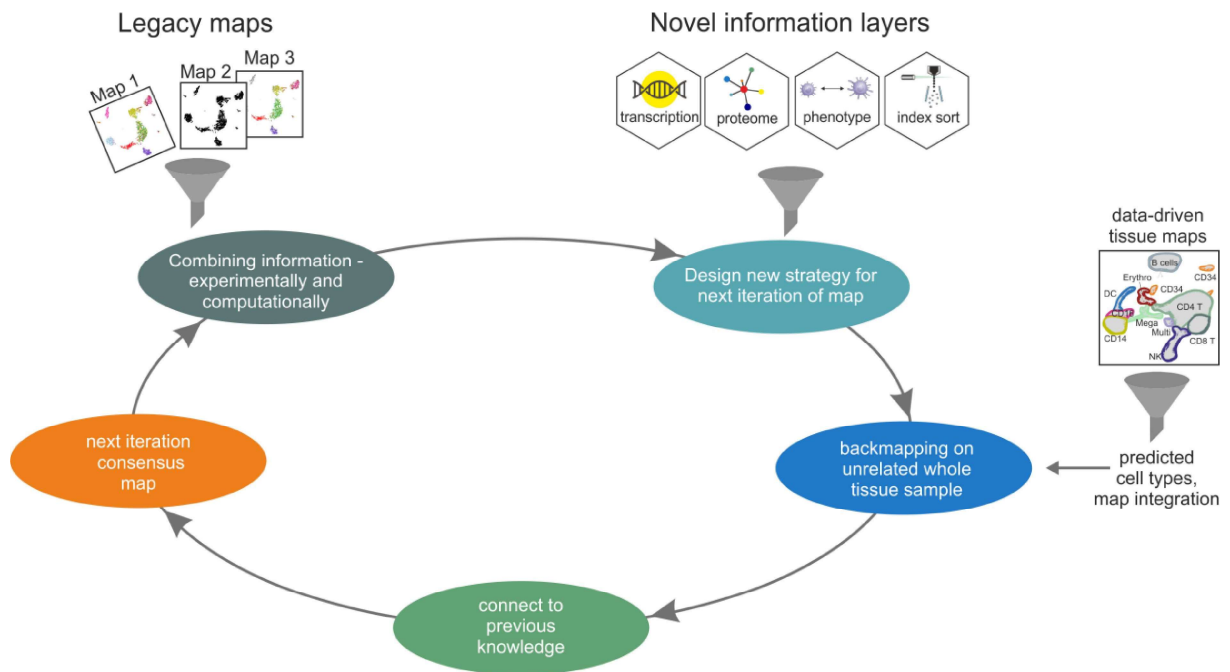 Legacy maps
Map 1
Map 2
Map 3
Novel information layers
transcription
proteome
phenotype
index sort
data-driven
tissue maps
B cells
CD34
Erythro
CD34
DC
CD4 T
Mega
Multi
CD14
CD8 T
NK
Combining information -
experimentally and
computationally
Design new strategy for
next iteration of map
backmapping on
unrelated whole
tissue sample
predicted
cell types,
map integration
next iteration
consensus
map
connect to
previous
knowledge